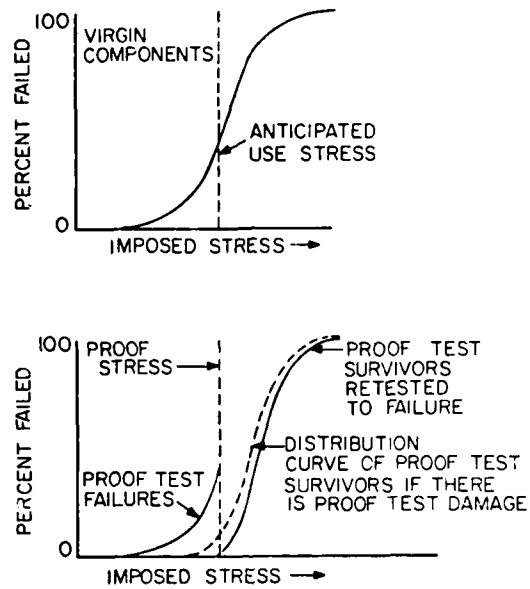 100
VIRGIN
COMPONENTS
PERCENT FAILED
ANTICIPATED
USE STRESS
0
IMPOSED STRESS
100
PROOF
STRESS
PROOF TEST
SURVIVORS
RETESTED
TO FAILURE
PERCENT FAILED
DISTRIBUTION
CURVE CF PROOF TEST
SURVIVORS IF THERE
IS PROOF TEST DAMAGE
PROOF TEST
FAILURES
0
IMPOSED STRESS